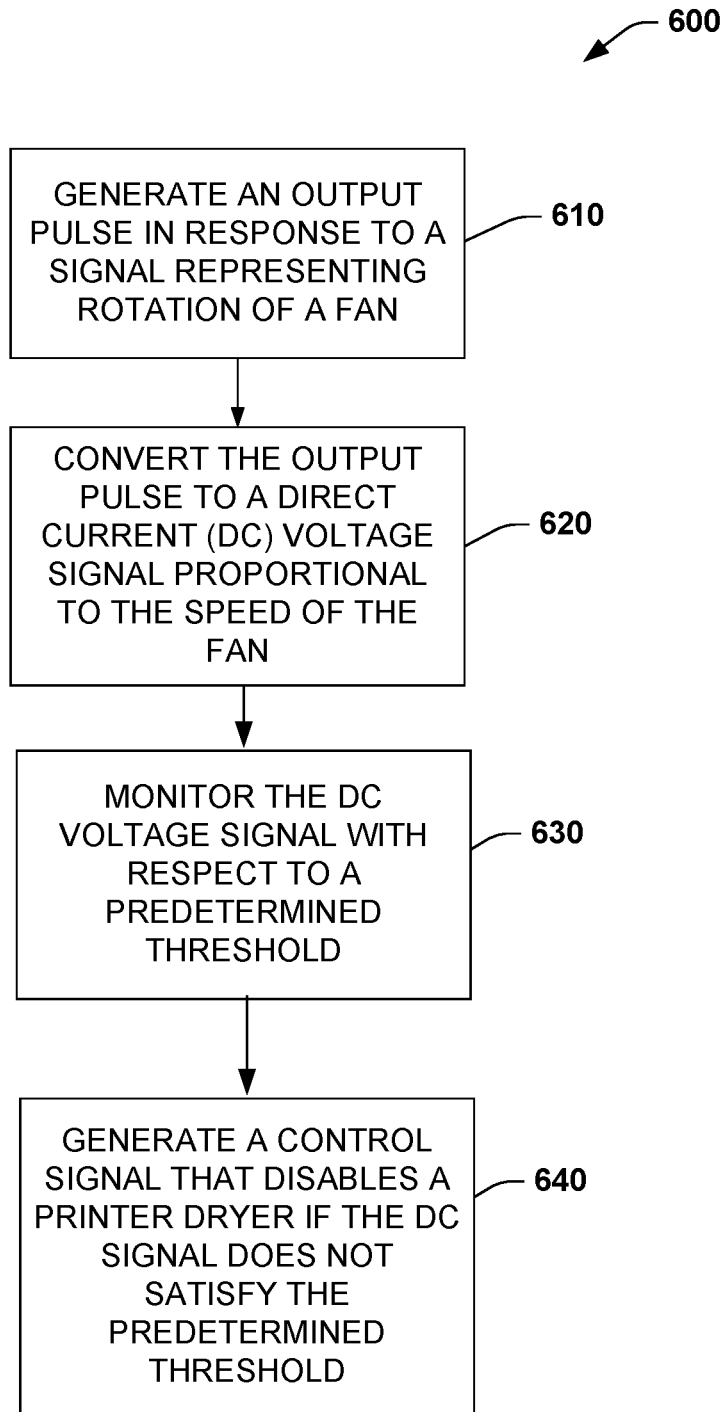 600
GENERATE AN OUTPUT
PULSE IN RESPONSE TO A
SIGNAL REPRESENTING
ROTATION OF A FAN
610
CONVERT THE OUTPUT
PULSE TO A DIRECT
CURRENT (DC) VOLTAGE
SIGNAL PROPORTIONAL
TO THE SPEED OF THE
FAN
620
MONITOR THE DC
VOLTAGE SIGNAL WITH
RESPECT TO A
PREDETERMINED
THRESHOLD
630
GENERATE A CONTROL
SIGNAL THAT DISABLES A
PRINTER DRYER IF THE DC
SIGNAL DOES NOT
SATISFY THE
PREDETERMINED
THRESHOLD
640